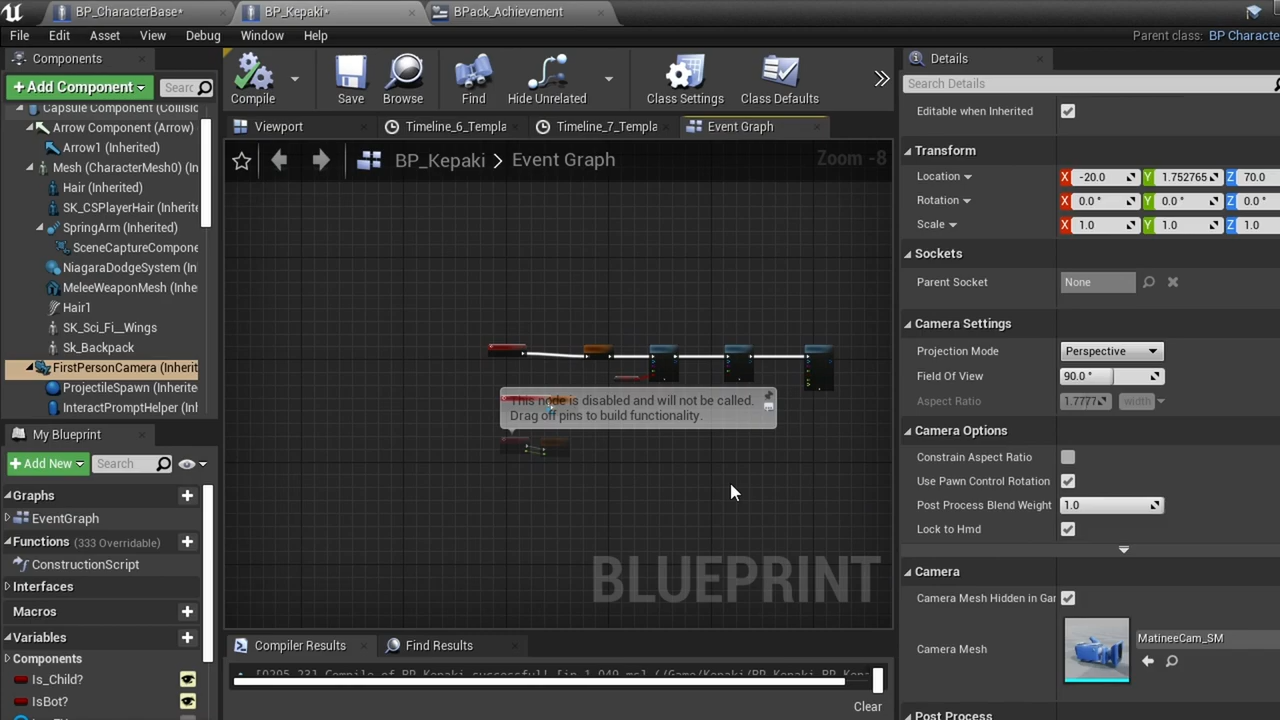 BP_CharacterBase*
BP_Kepaki*
BPack_Achievement
File
Edit
Asset
View
Debug
Window
Help
Parent class:
BP Characte
Components
+Add Component
Searc
Capsule Component (Collisio
Arrow Component (Arrow)
Arrow1 (Inherited)
Mesh (CharacterMesh0) (In
Hair (Inherited)
SK_CSPlayerHair (Inherite
SpringArm (Inherited)
SceneCaptureCompone
NiagaraDodgeSystem (In
MeleeWeaponMesh (Inhe
Hair1
SK_Sci_Fi__Wings
Sk_Backpack
FirstPersonCamera (Inherit
ProjectileSpawn (Inherite
InteractPromptHelper (In
My Blueprint
+Add New
Search
Graphs
EventGraph
Functions (333 Overridable)
ConstructionScript
Interfaces
Macros
Variables
Components
Is_Child?
IsBot?
Compile
Save
Browse
Find
Hide Unrelated
Class Settings
Class Defaults
Viewport
Timeline_6_Templa
Timeline_7_Templa
Event Graph
BP_Kepaki > Event Graph
Zoom -8
This node is disabled and will not be called.
Drag off pins to build functionality.
BLUEPRINT
Compiler Results
Find Results
Clear
Details
Search Details
Editable when Inherited
Transform
Location
X -20.0
Y 1.752765
Z 70.0
Rotation
X 0.0 °
Y 0.0 °
Z 0.0 °
Scale
X 1.0
Y 1.0
Z 1.0
Sockets
Parent Socket
None
Camera Settings
Projection Mode
Perspective
Field Of View
90.0 °
Aspect Ratio
1.7777
width
Camera Options
Constrain Aspect Ratio
Use Pawn Control Rotation
Post Process Blend Weight
1.0
Lock to Hmd
Camera
Camera Mesh Hidden in Gar
Camera Mesh
MatineeCam_SM
Post Process